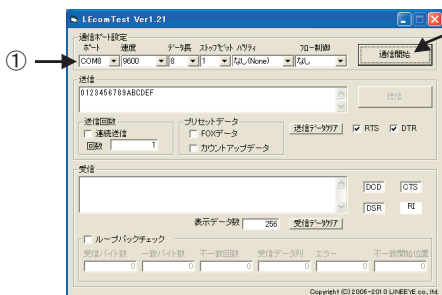 LEcomTest Ver1.21
通信ポート設定
ポート 速度 データ長 ストップビット パリティ フロー制御
① COM8 9600 8 1 なし(None) なし 通信開始
送信
0123456789ABCDEF
送信
送信回数 プリセットデータ
連続送信 FOXデータ 送信データクリア RTS DTR
回数 1 カウントアップデータ
受信
DCD CTS
DSR RI
表示データ数 256 受信データクリア
ループバックチェック
受信バイト数 一致バイト数 不一致回数 受信データ列 エラー 不一致開始位置
0 0 0 0 0 0
Copyright (C) 2005-2010 LINEEYE co., ltd.